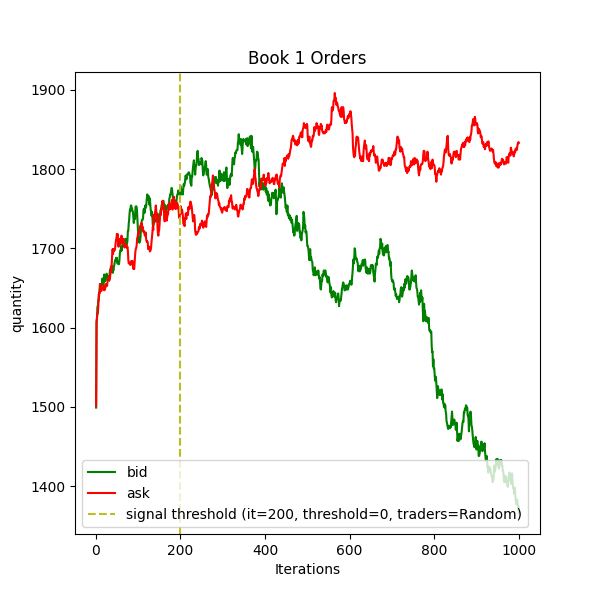 Book 1 Orders
1900
1800
1700
1600
1500
1400
quantity
bid
ask
signal threshold (it=200, threshold=0, traders=Random)
0 200 400 600 800 1000
Iterations